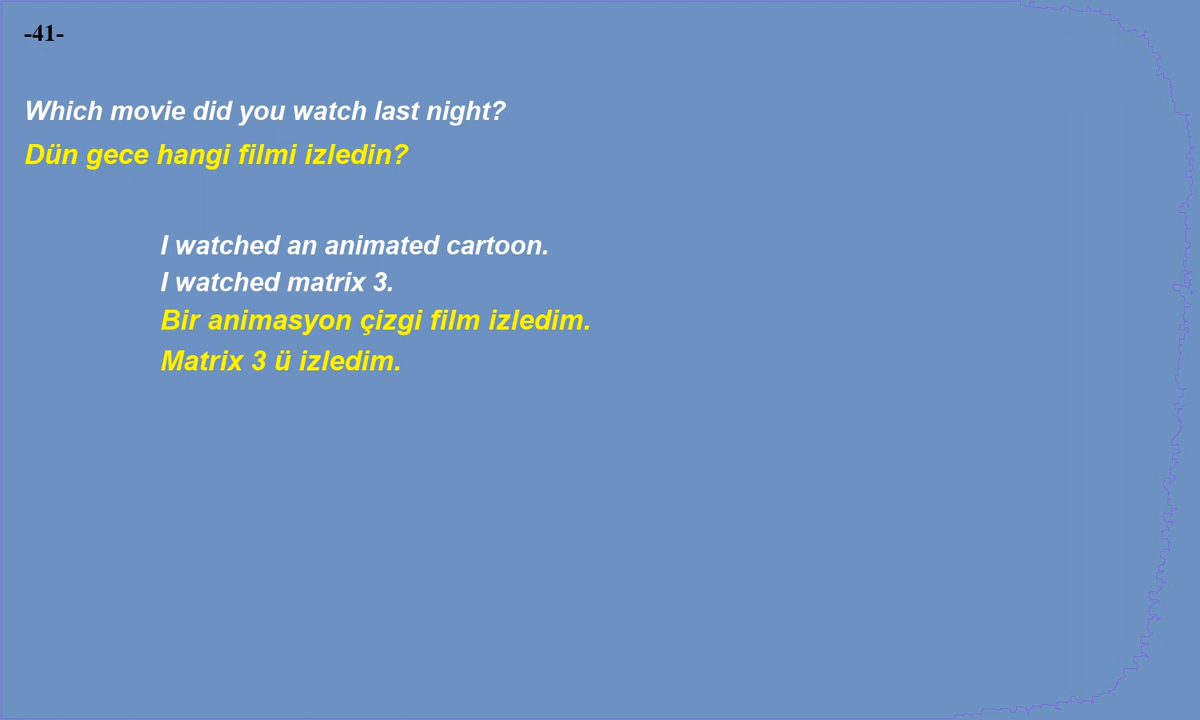 -41-
Which movie did you watch last night?
Dün gece hangi filmi izledin?
I watched an animated cartoon.
I watched matrix 3.
Bir animasyon çizgi film izledim.
Matrix 3 ü izledim.